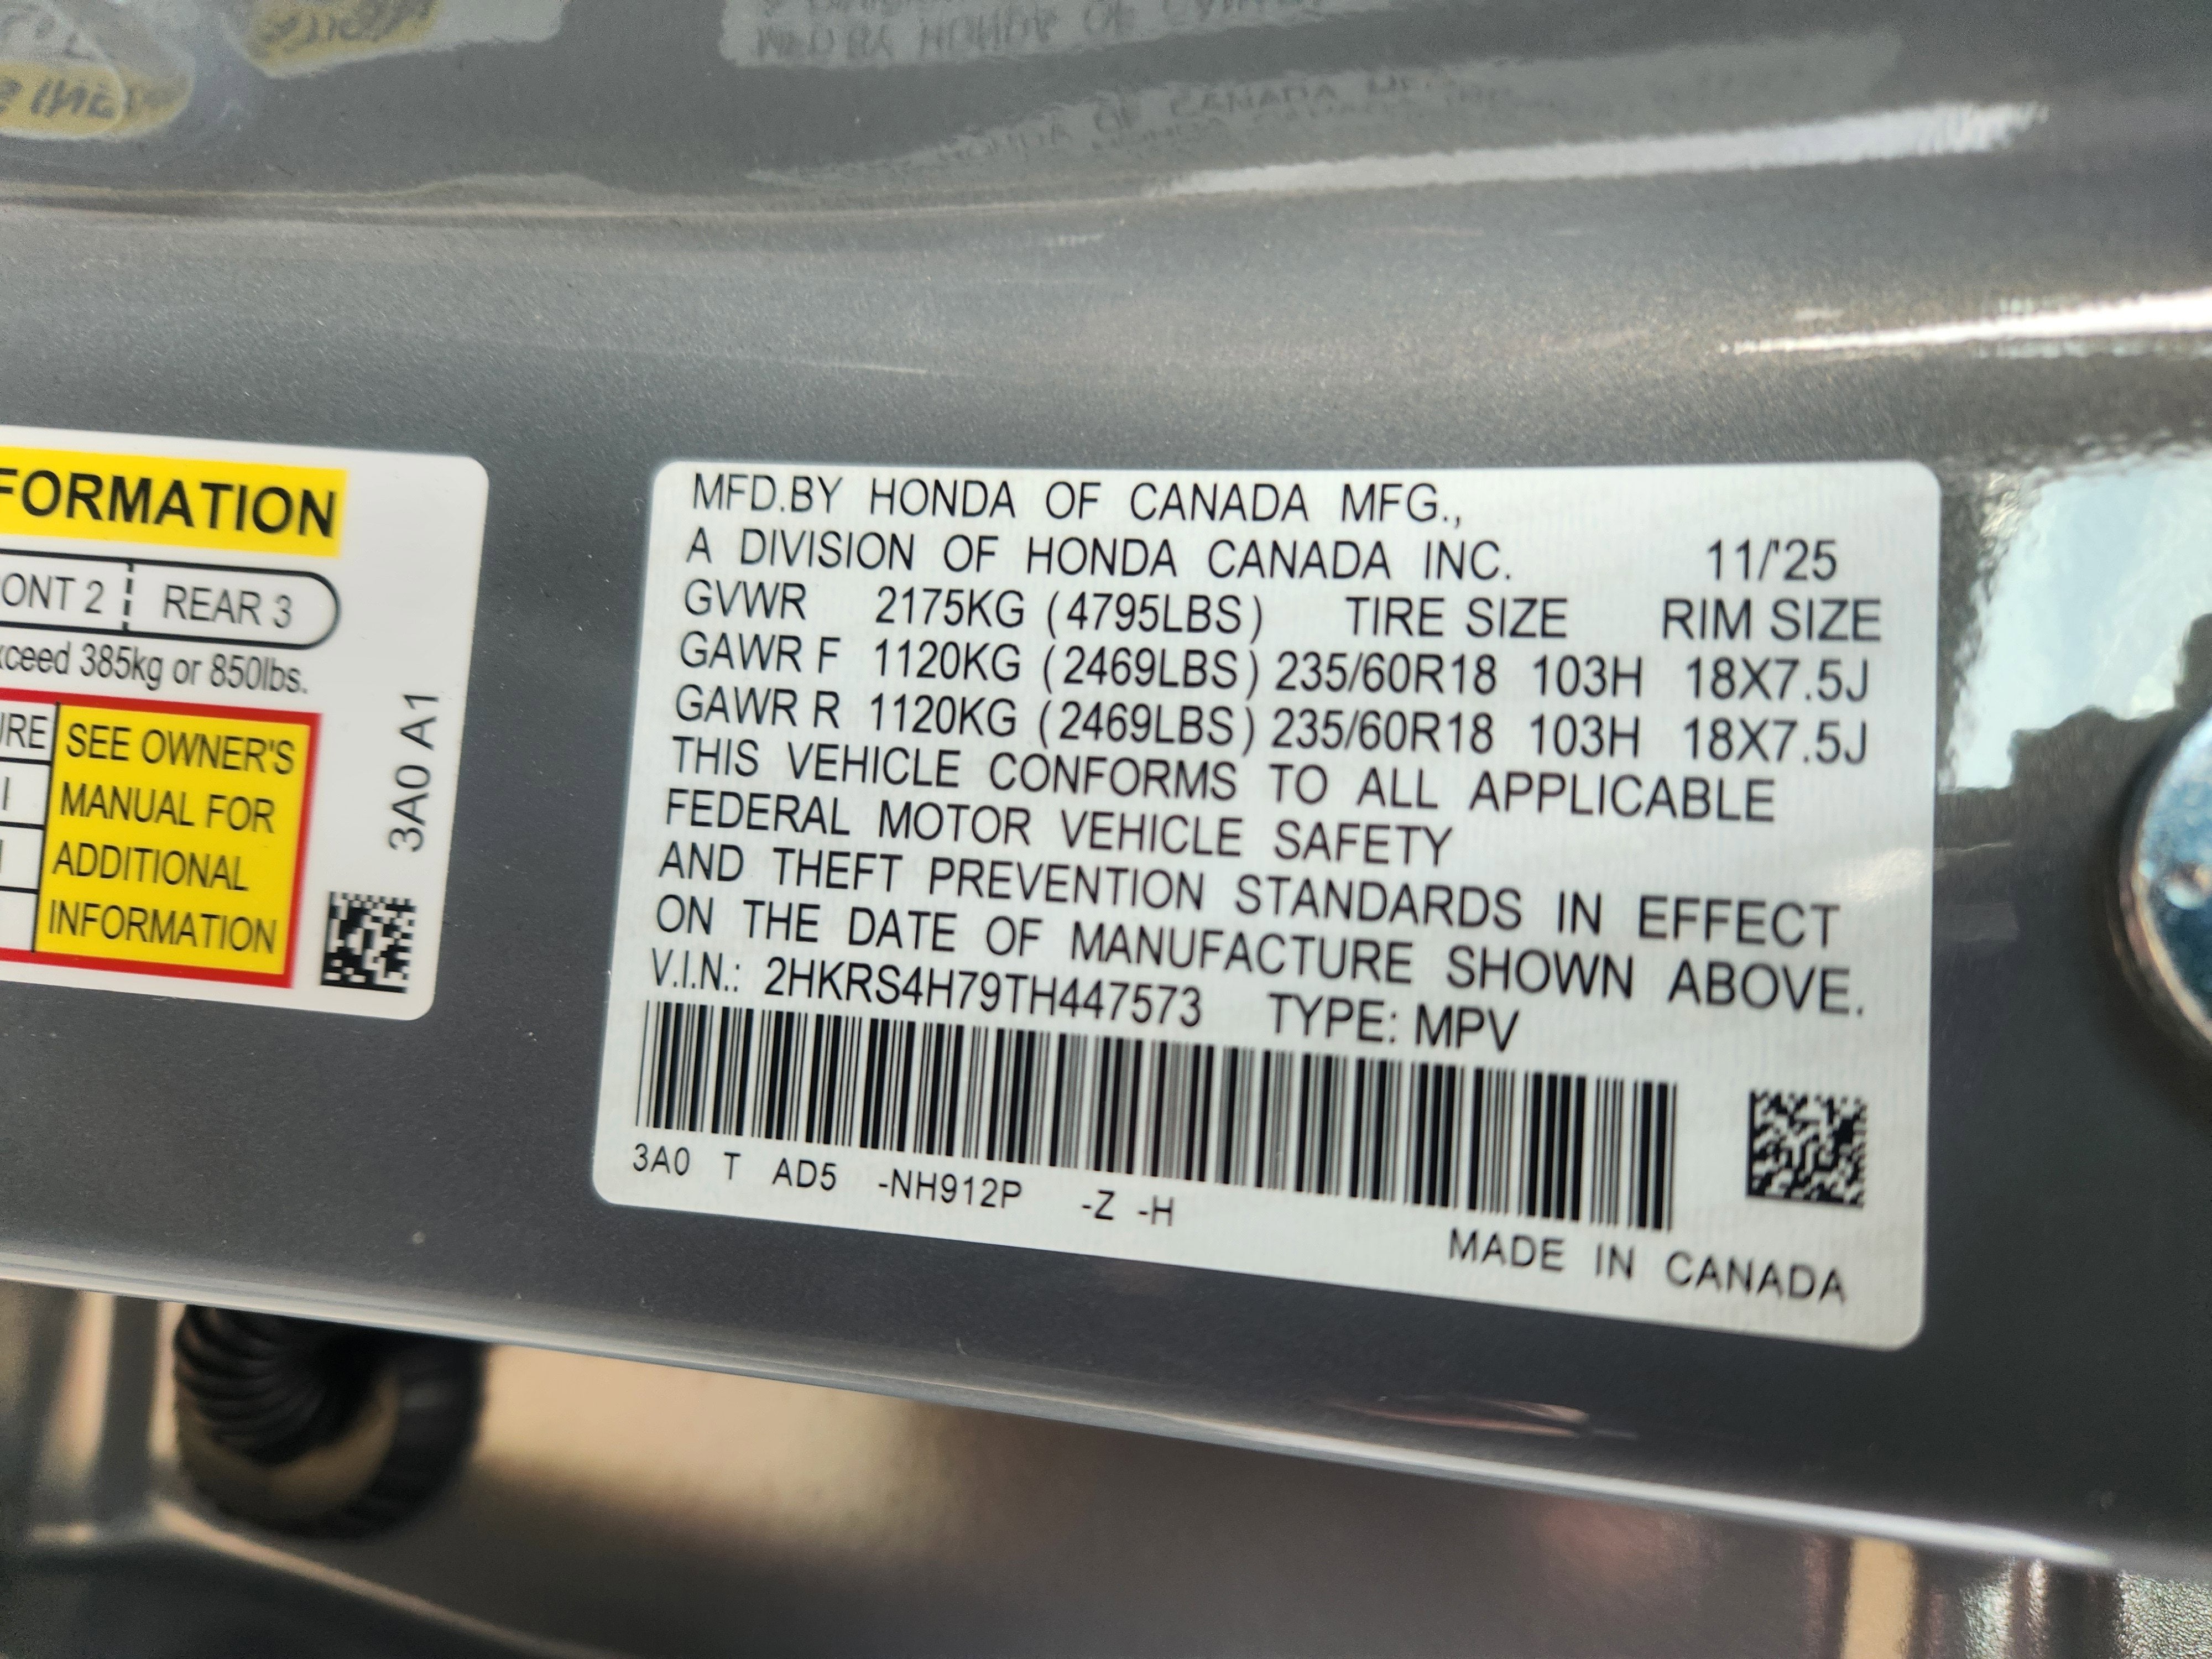 FORMATION
ONT 2 REAR 3
xceed 385kg or 850lbs.
URE
SEE OWNER'S
MANUAL FOR
ADDITIONAL
INFORMATION
3A0 A1
MFD.BY HONDA OF CANADA MFG.,
A DIVISION OF HONDA CANADA INC. 11/'25
GVWR 2175KG (4795LBS) TIRE SIZE RIM SIZE
GAWR F 1120KG (2469LBS) 235/60R18 103H 18X7.5J
GAWR R 1120KG (2469LBS) 235/60R18 103H 18X7.5J
THIS VEHICLE CONFORMS TO ALL APPLICABLE
FEDERAL MOTOR VEHICLE SAFETY
AND THEFT PREVENTION STANDARDS IN EFFECT
ON THE DATE OF MANUFACTURE SHOWN ABOVE.
V.I.N.: 2HKRS4H79TH447573 TYPE: MPV
3A0 T AD5 -NH912P -Z -H
MADE IN CANADA